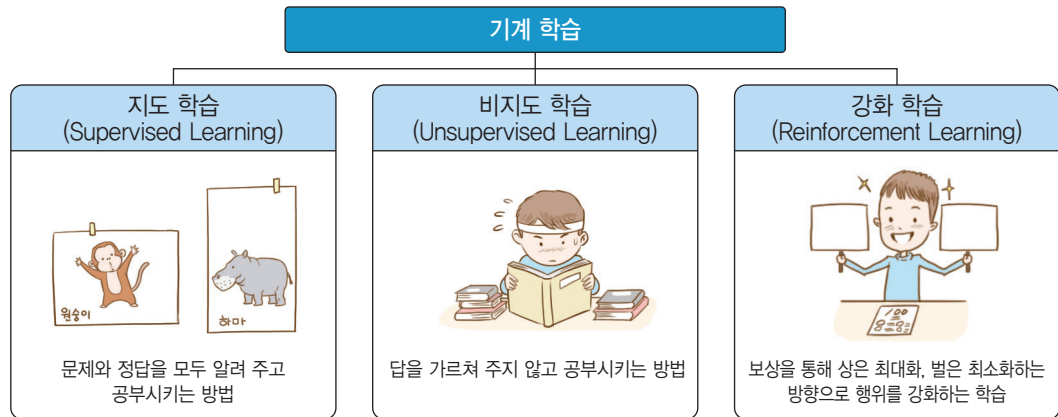 기계 학습
지도 학습
(Supervised Learning)
원숭이
하마
문제와 정답을 모두 알려 주고
공부시키는 방법
비지도 학습
(Unsupervised Learning)
답을 가르쳐 주지 않고 공부시키는 방법
강화 학습
(Reinforcement Learning)
100
보상을 통해 상은 최대화, 벌은 최소화하는
방향으로 행위를 강화하는 학습